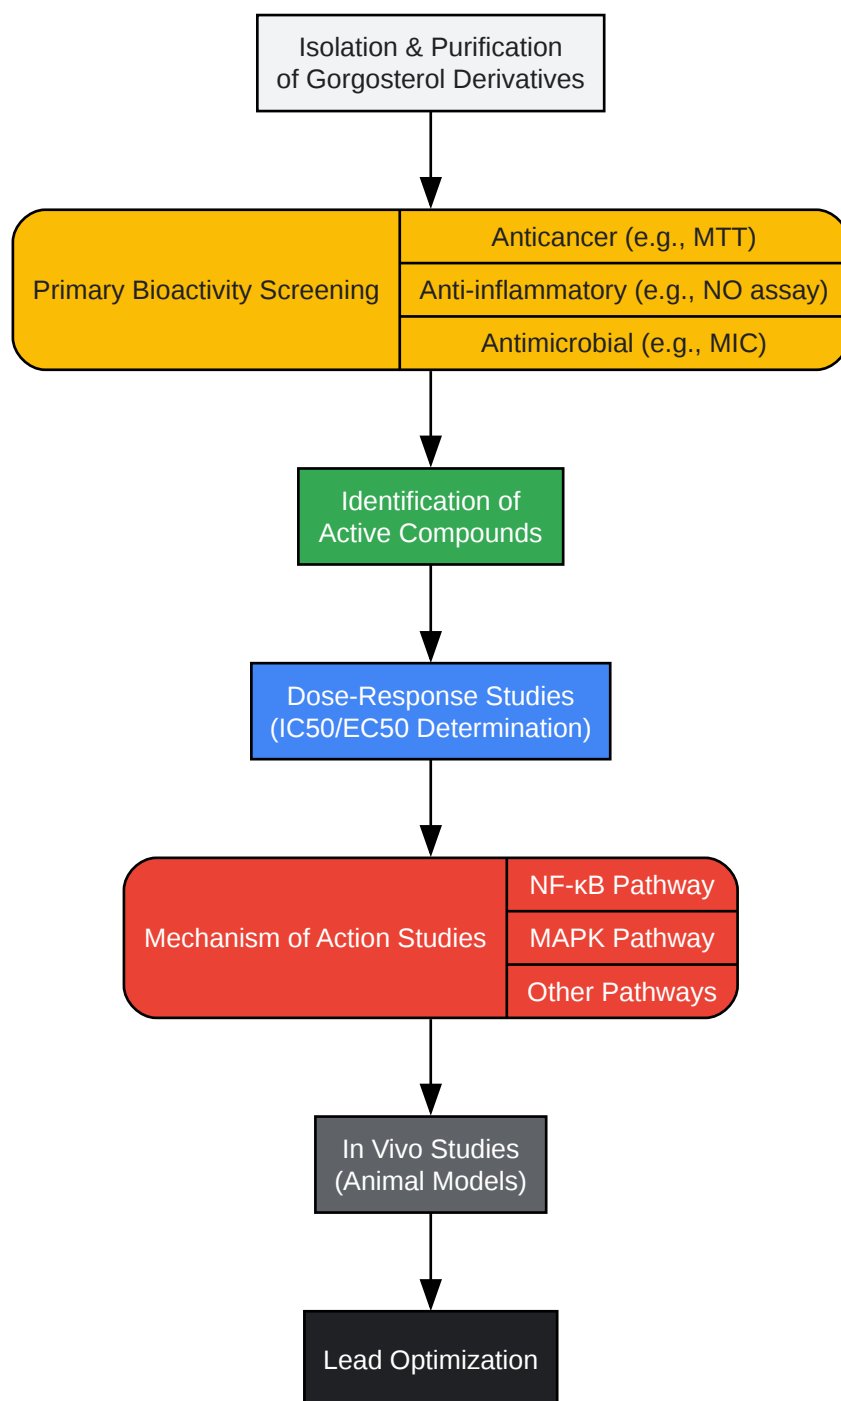 Isolation & Purification
of Gorgosterol Derivatives
Primary Bioactivity Screening
Anticancer (e.g., MTT)
Anti-inflammatory (e.g., NO assay)
Antimicrobial (e.g., MIC)
Identification of
Active Compounds
Dose-Response Studies
(IC50/EC50 Determination)
Mechanism of Action Studies
NF-κB Pathway
MAPK Pathway
Other Pathways
In Vivo Studies
(Animal Models)
Lead Optimization